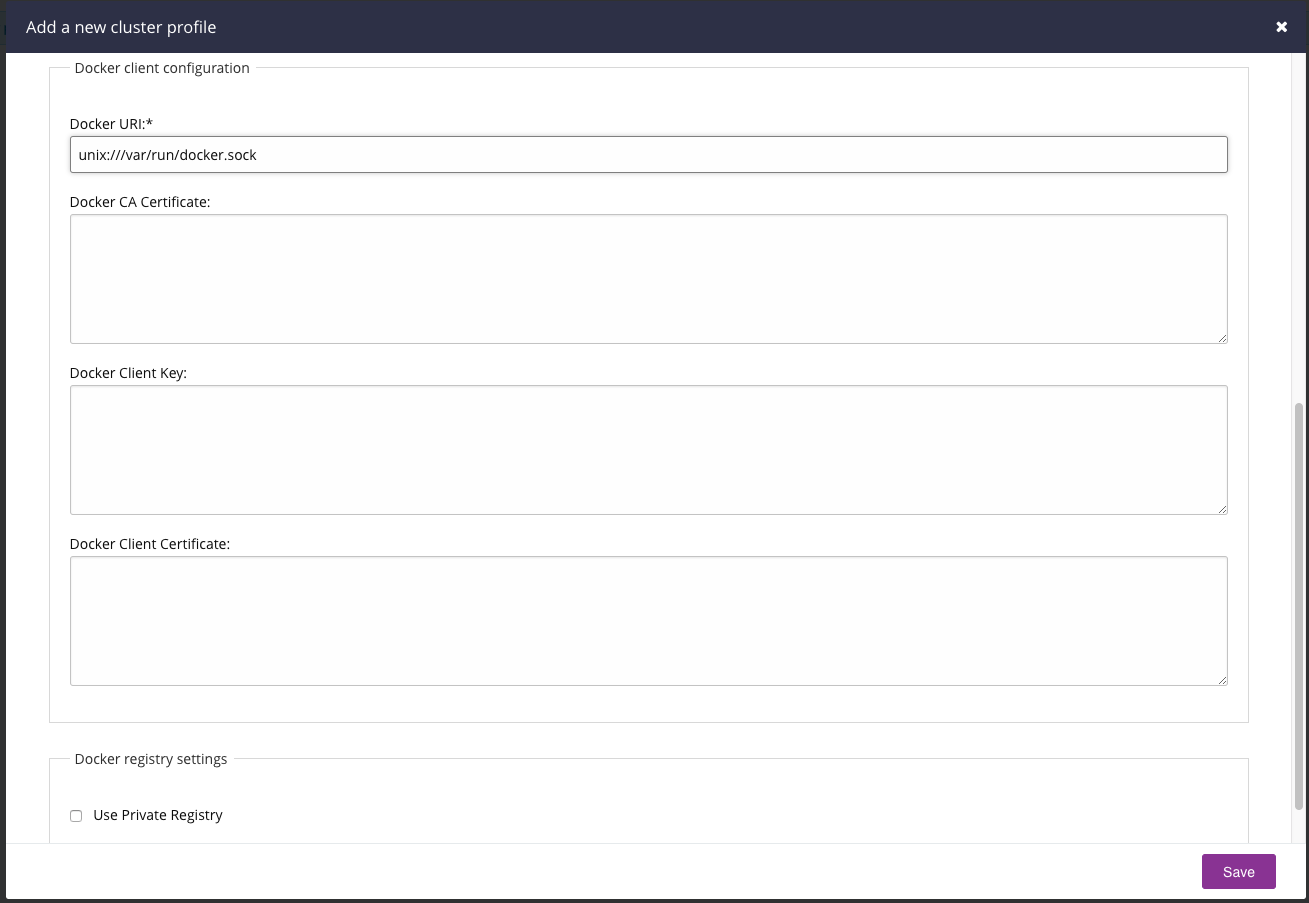 Add a new cluster profile
Docker client configuration
Docker URI:*
unix:///var/run/docker.sock
Docker CA Certificate:
Docker Client Key:
Docker Client Certificate:
Docker registry settings
Use Private Registry
Save